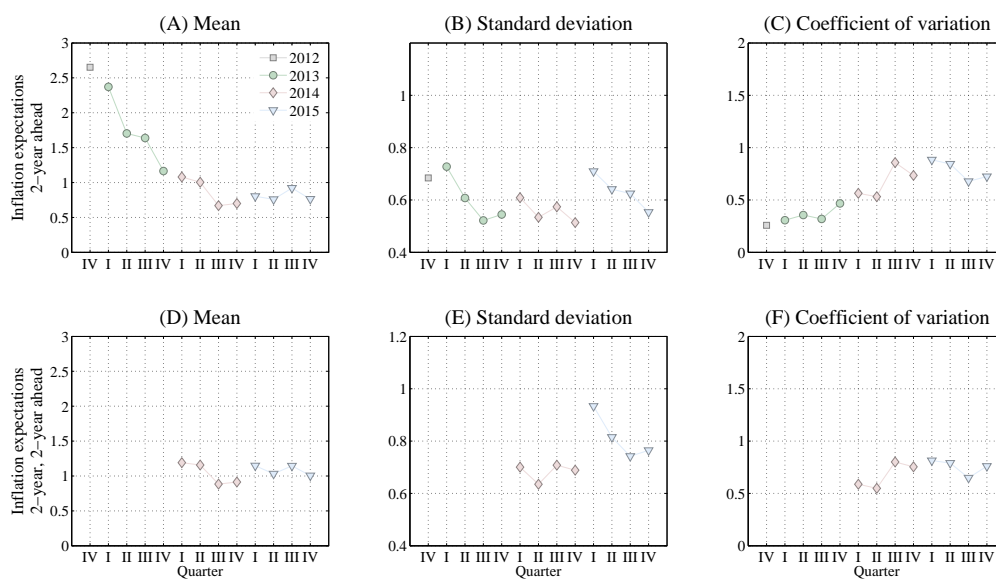 (A) Mean
(B) Standard deviation
(C) Coefficient of variation
Inflation expectations
2−year ahead
3
2.5
2
1.5
1
0.5
0
2012
2013
2014
2015
IV I II III IV I II III IV I II III IV
1
0.8
0.6
0.4
IV I II III IV I II III IV I II III IV
2
1.5
1
0.5
0
IV I II III IV I II III IV I II III IV
(D) Mean
(E) Standard deviation
(F) Coefficient of variation
Inflation expectations
2−year, 2−year ahead
3
2.5
2
1.5
1
0.5
0
IV I II III IV I II III IV I II III IV
Quarter
1.2
1
0.8
0.6
0.4
IV I II III IV I II III IV I II III IV
2
1.5
1
0.5
0
IV I II III IV I II III IV I II III IV
Quarter